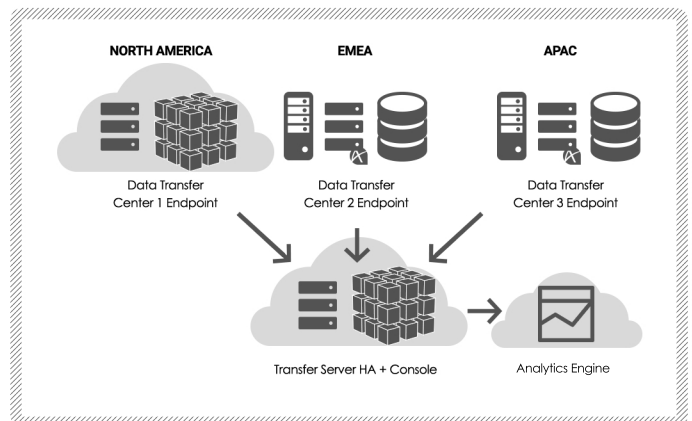 NORTH AMERICA
EMEA
APAC
Data Transfer
Center 1 Endpoint
Data Transfer
Center 2 Endpoint
Data Transfer
Center 3 Endpoint
Transfer Server HA + Console
Analytics Engine